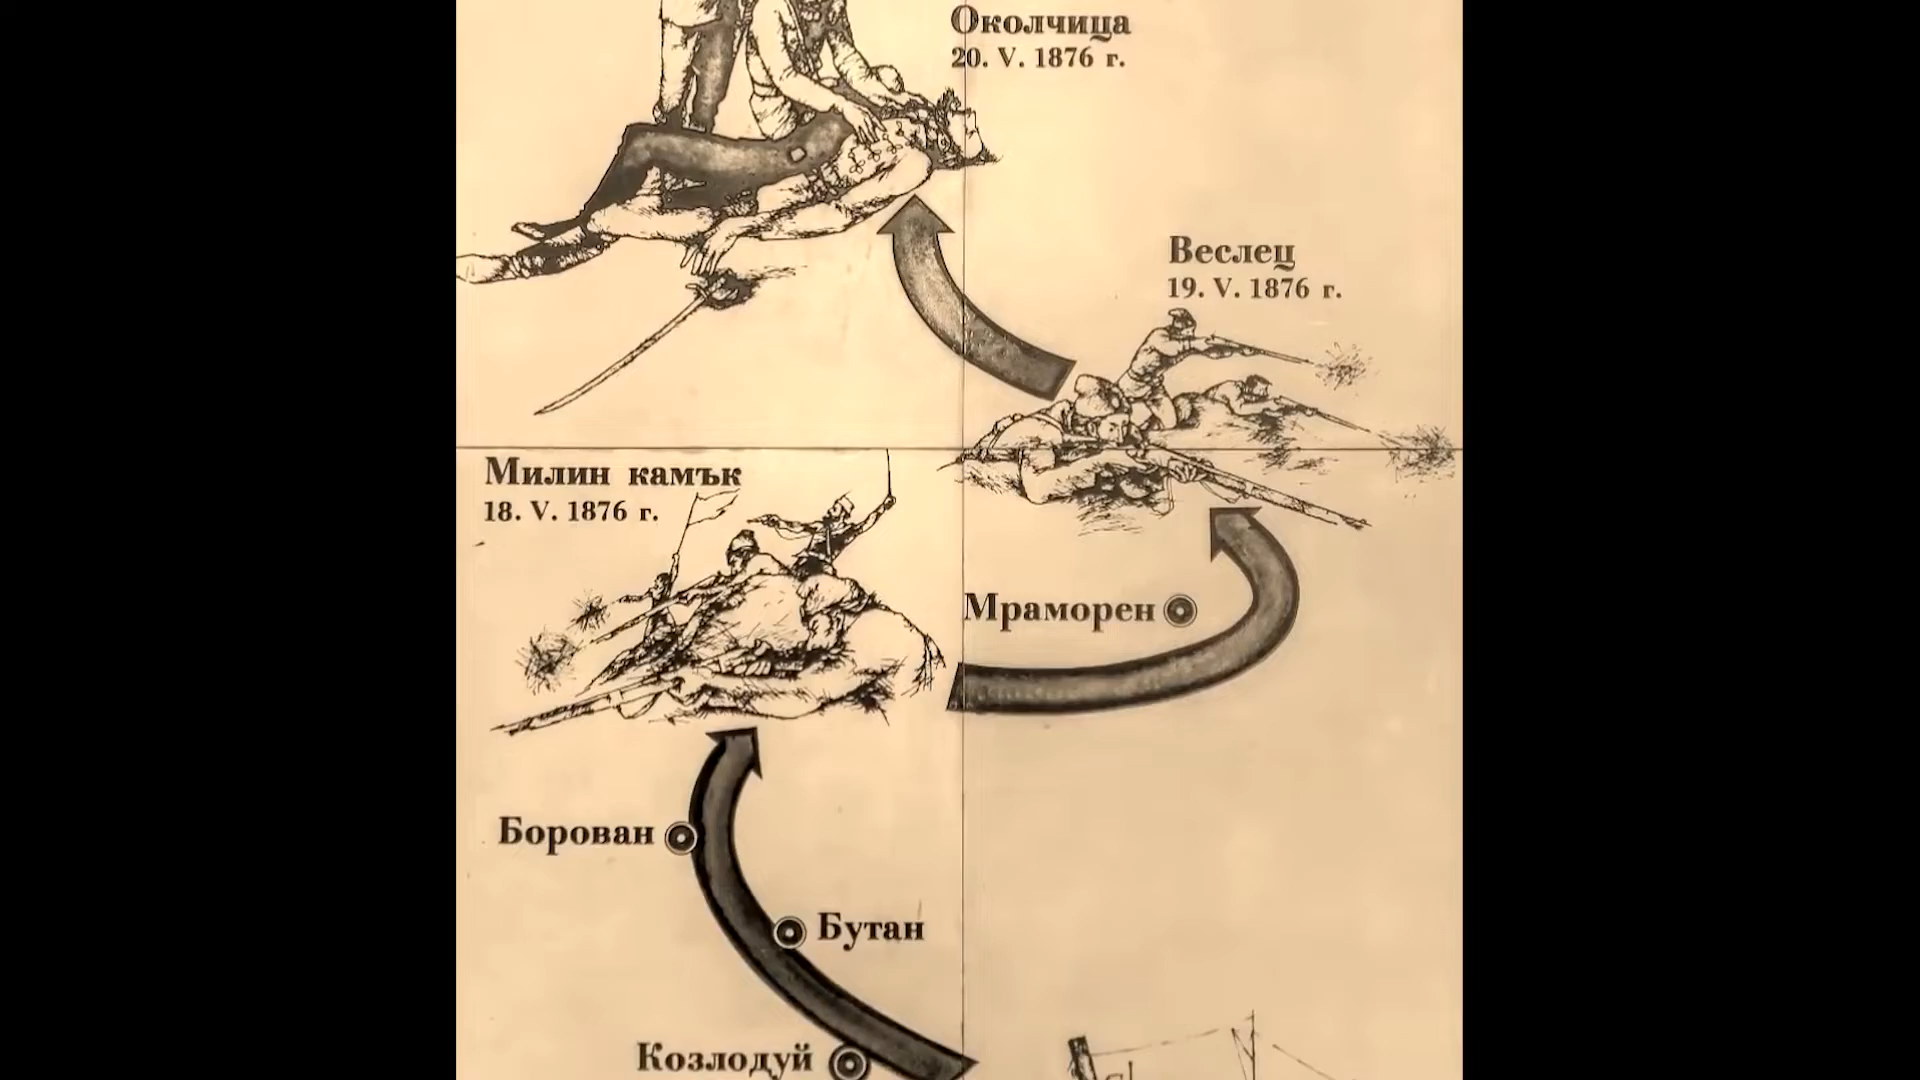 Околчица
20. V. 1876 г.
Веслец
19. V. 1876 г.
Милин камък
18. V. 1876 г.
Мраморен
Борован
Бутан
Козлодуй